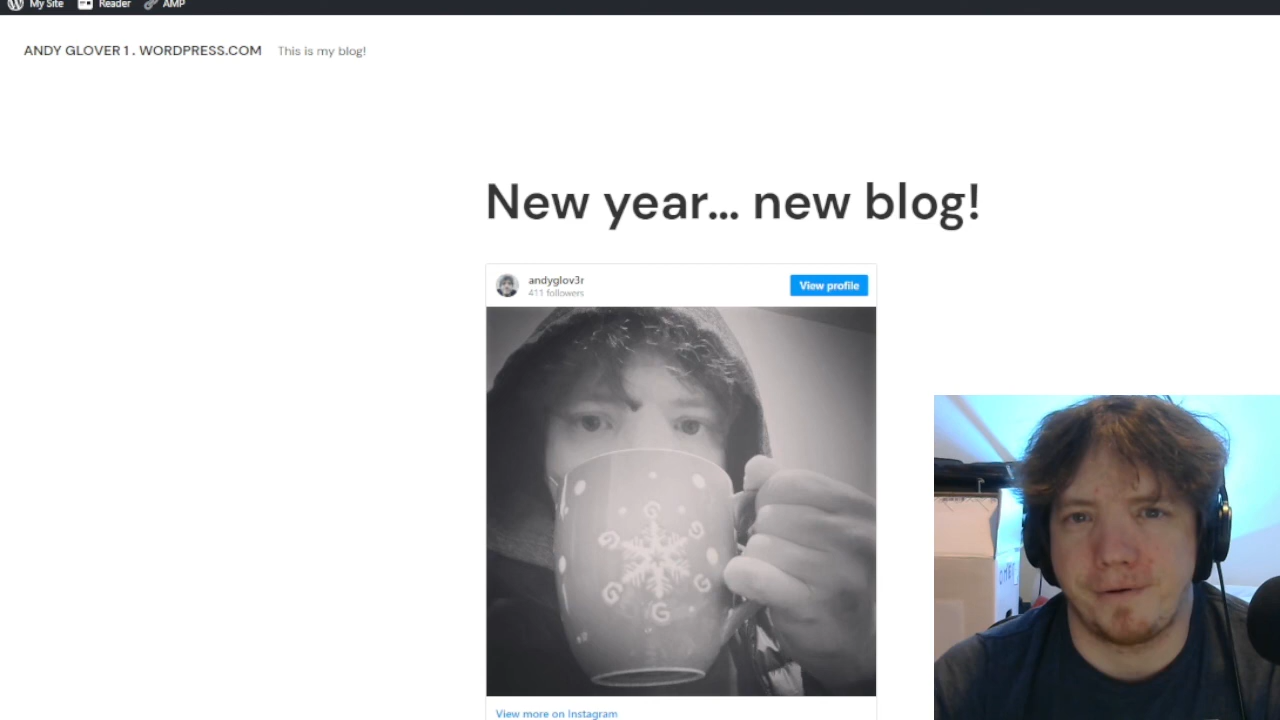 My Site Reader AMP
ANDY GLOVER 1 . WORDPRESS.COM This is my blog!
New year... new blog!
andyglov3r
411 followers
View profile
View more on Instagram